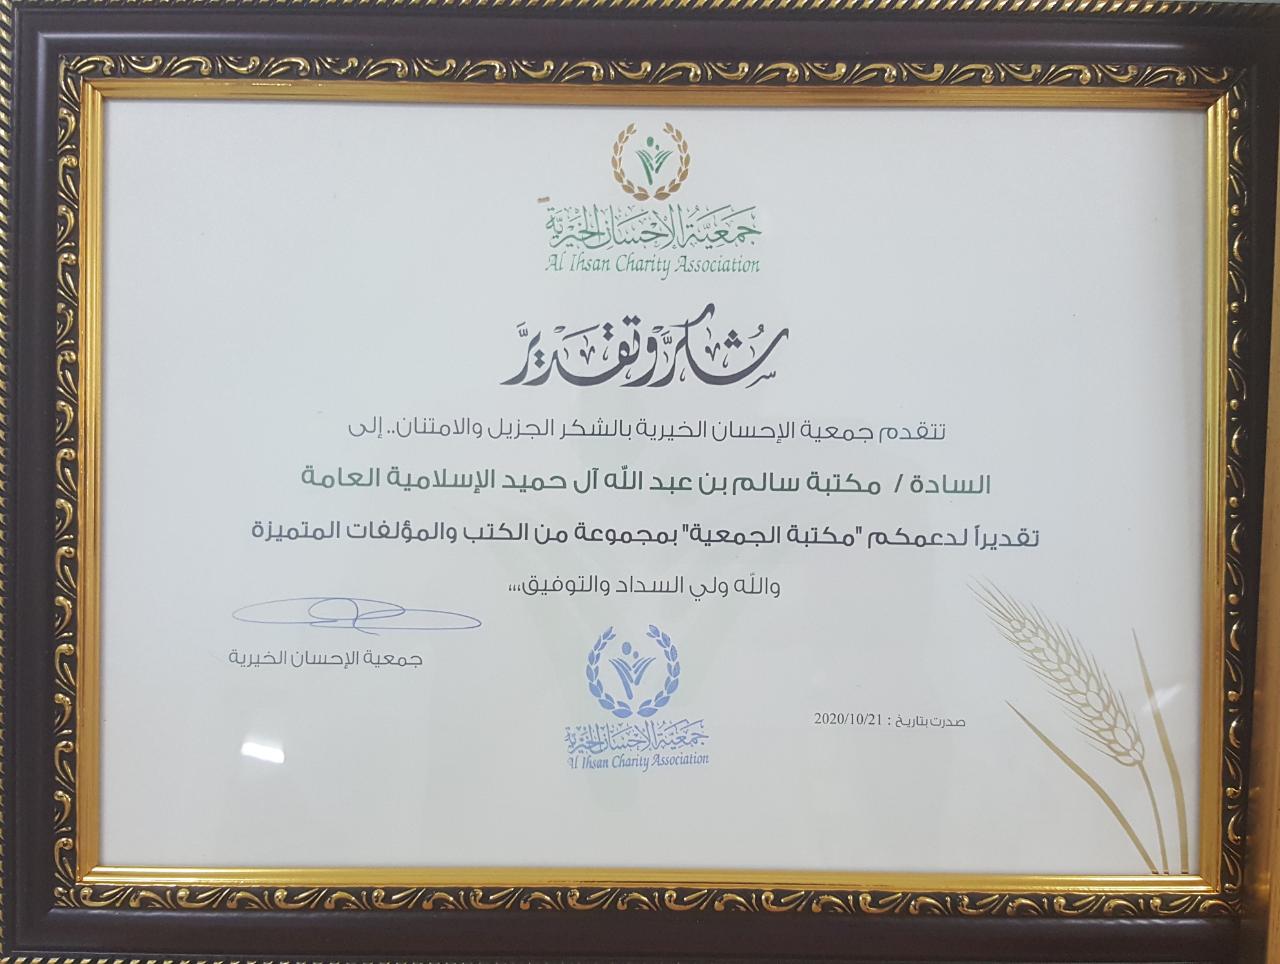 جمعية الإحسان الخيرية
Al Ihsan Charity Association
شكر وتقدير
تتقدم جمعية الإحسان الخيرية بالشكر الجزيل والامتنان.. إلى
السادة / مكتبة سالم بن عبد الله آل حميد الإسلامية العامة
تقديراً لدعمكم "مكتبة الجمعية" بمجموعة من الكتب والمؤلفات المتميزة
والله ولي السداد والتوفيق،،،،
جمعية الإحسان الخيرية
جمعية الإحسان الخيرية
Al Ihsan Charity Association
صدرت بتاريخ : 2020/10/21